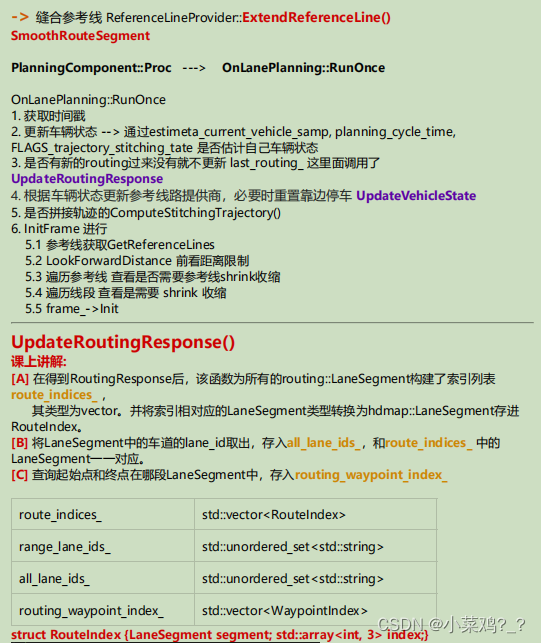 -> 缝合参考线 ReferenceLineProvider::ExtendReferenceLine()
SmoothRouteSegment
PlanningComponent::Proc ---> OnLanePlanning::RunOnce
OnLanePlanning::RunOnce
1. 获取时间戳
2. 更新车辆状态 --> 通过estimeta_current_vehicle_samp, planning_cycle_time,
FLAGS_trajectory_stitching_tate 是否估计自己车辆状态
3. 是否有新的routing过来没有就不更新 last_routing_ 这里面调用了
UpdateRoutingResponse
4. 根据车辆状态更新参考线路提供商，必要时重置靠边停车 UpdateVehicleState
5. 是否拼接轨迹的ComputeStitchingTrajectory()
6. InitFrame 进行
5.1 参考线获取GetReferenceLines
5.2 LookForwardDistance 前看距离限制
5.3 遍历参考线 查看是否需要参考线shrink收缩
5.4 遍历线段 查看是需要 shrink 收缩
5.5 frame_->Init
UpdateRoutingResponse()
课上讲解:
[A] 在得到RoutingResponse后，该函数为所有的routing::LaneSegment构建了索引列表
route_indices_ ，
其类型为vector。并将索引相对应的LaneSegment类型转换为hdmap::LaneSegment存进
RouteIndex。
[B] 将LaneSegment中的车道的lane_id取出，存入all_lane_ids_，和route_indices_ 中的
LaneSegment一一对应。
[C] 查询起始点和终点在哪段LaneSegment中，存入routing_waypoint_index_
route_indices_ std::vector<RouteIndex>
range_lane_ids_ std::unordered_set<std::string>
all_lane_ids_ std::unordered_set<std::string>
routing_waypoint_index_ std::vector<WaypointIndex>
struct RouteIndex {LaneSegment segment; std::array<int, 3> index;}
CSDN @小菜鸡?_?